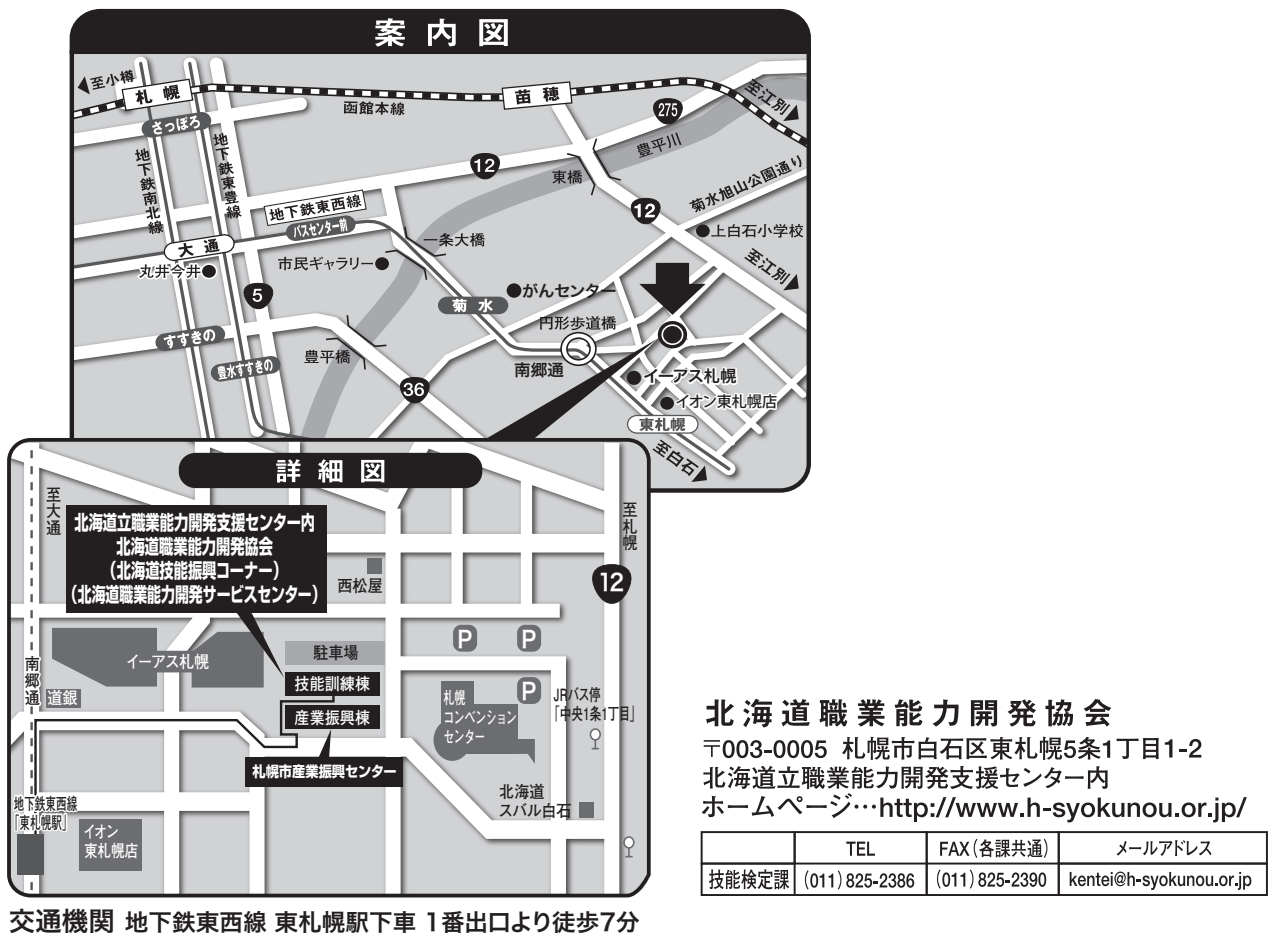 案内図
至小樽
札幌
函館本線
苗穂
275
至江別
さっぽろ
地下鉄南北線
地下鉄東豊線
豊平川
12
東橋
菊水旭山公園通り
地下鉄東西線
バスセンター前
12
上白石小学校
大通
一条大橋
丸井今井
市民ギャラリー
至江別
5
菊水
がんセンター
円形歩道橋
すすきの
豊平橋
豊水すすきの
南郷通
36
イーアス札幌
イオン東札幌店
東札幌
至白石
詳細図
至大通
北海道立職業能力開発支援センター内
北海道職業能力開発協会
(北海道技能振興コーナー)
(北海道職業能力開発サービスセンター)
西松屋
至札幌
12
P
P
駐車場
イーアス札幌
南郷通
道銀
技能訓練棟
産業振興棟
札幌市産業振興センター
P
札幌
コンベンション
センター
JRバス停
「中央1条1丁目」
北海道
スバル白石
地下鉄東西線
「東札幌駅」
イオン
東札幌店
交通機関 地下鉄東西線 東札幌駅下車 1番出口より徒歩7分
北海道職業能力開発協会
〒003-0005 札幌市白石区東札幌5条1丁目1-2
北海道立職業能力開発支援センター内
ホームページ…http://www.h-syokunou.or.jp/
TEL FAX(各課共通) メールアドレス
技能検定課 (011)825-2386 (011)825-2390 kentei@h-syokunou.or.jp